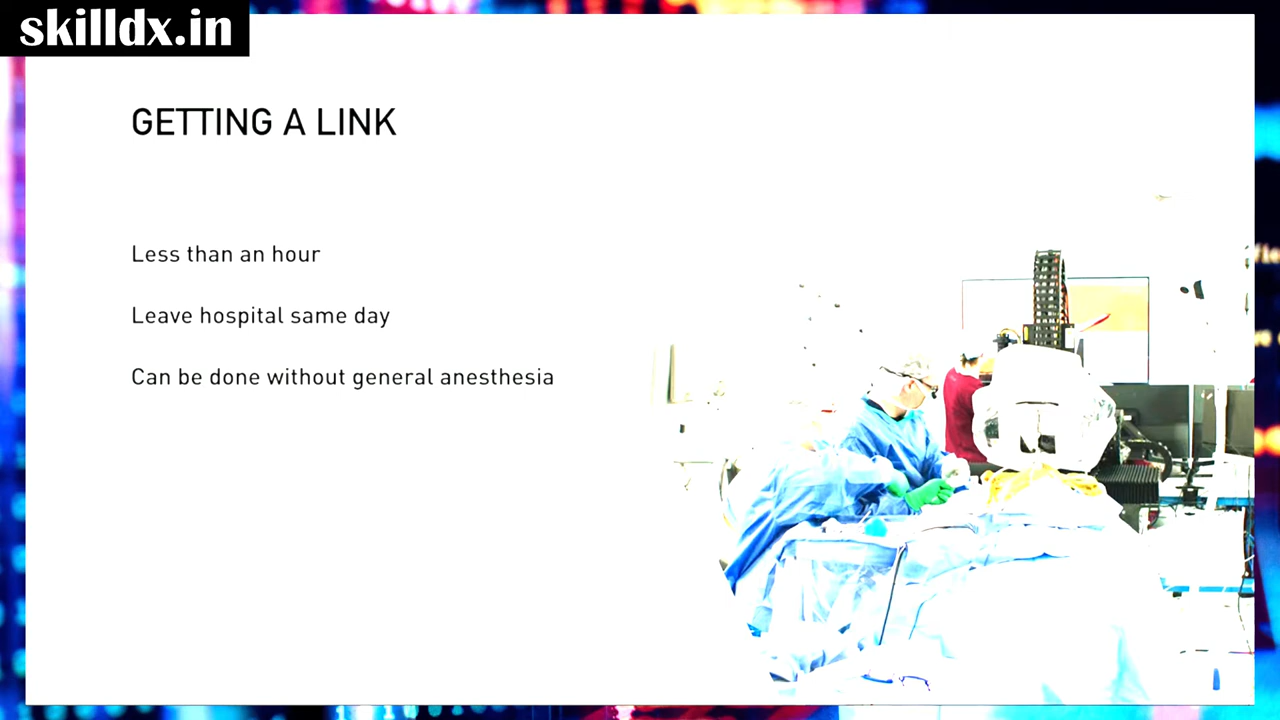 skilldx.in
GETTING A LINK
Less than an hour
Leave hospital same day
Can be done without general anesthesia